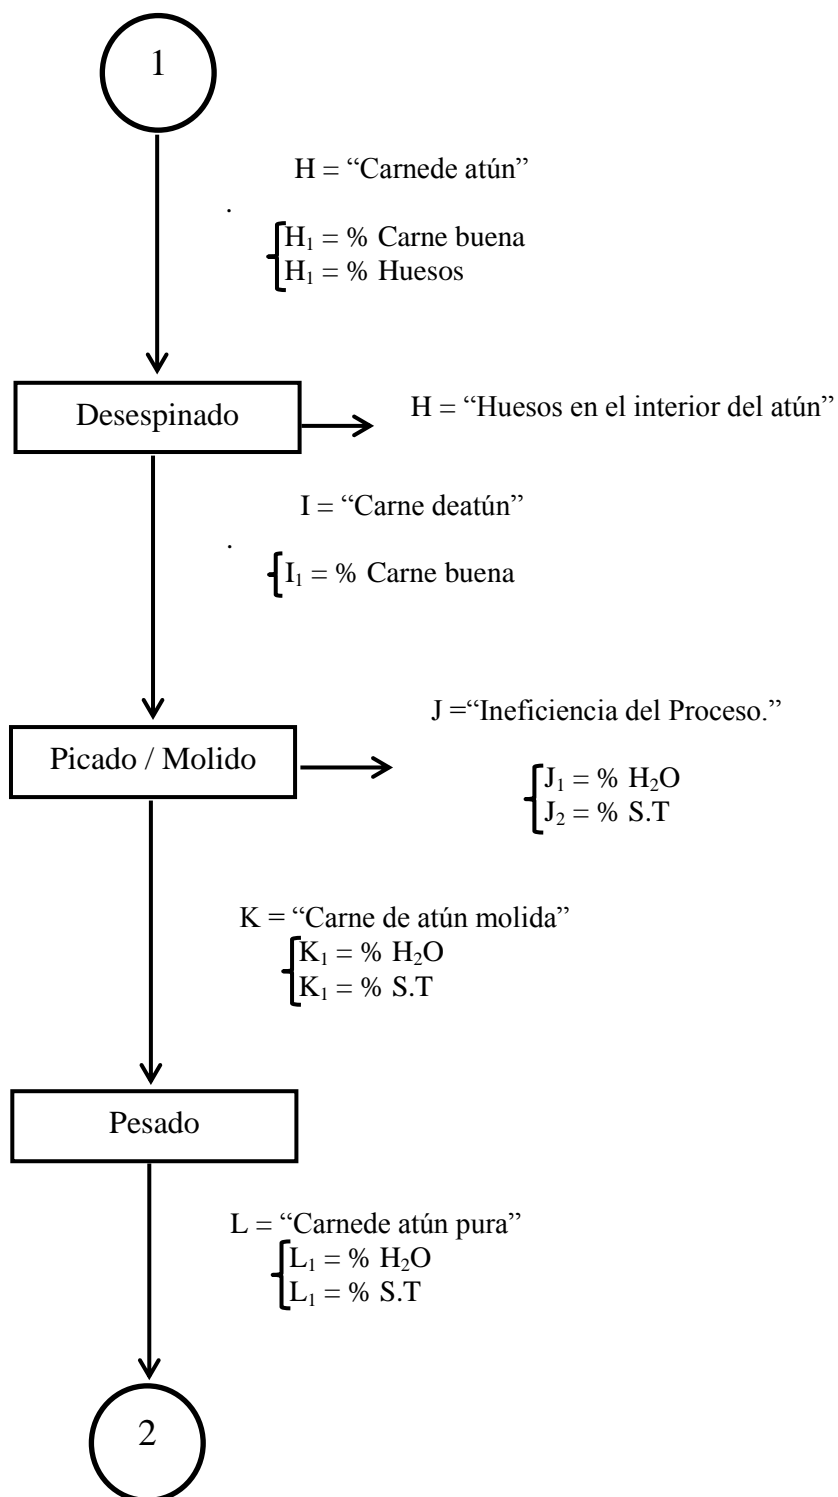 1
H = “Carnede atún”
.
H₁ = % Carne buena
H₁ = % Huesos
Desespinado
H = “Huesos en el interior del atún”
I = “Carne deatún”
.
I₁ = % Carne buena
J =“Ineficiencia del Proceso.”
Picado / Molido
J₁ = % H₂O
J₂ = % S.T
K = “Carne de atún molida”
K₁ = % H₂O
K₁ = % S.T
Pesado
L = “Carnede atún pura”
L₁ = % H₂O
L₁ = % S.T
2